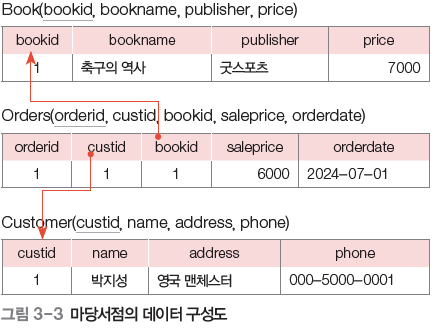 Book(bookid, bookname, publisher, price)
bookid bookname publisher price
1 축구의 역사 굿스포츠 7000
Orders(orderid, custid, bookid, saleprice, orderdate)
orderid custid bookid saleprice orderdate
1 1 1 6000 2024-07-01
Customer(custid, name, address, phone)
custid name address phone
1 박지성 영국 맨체스터 000-5000-0001
그림 3-3 마당서점의 데이터 구성도